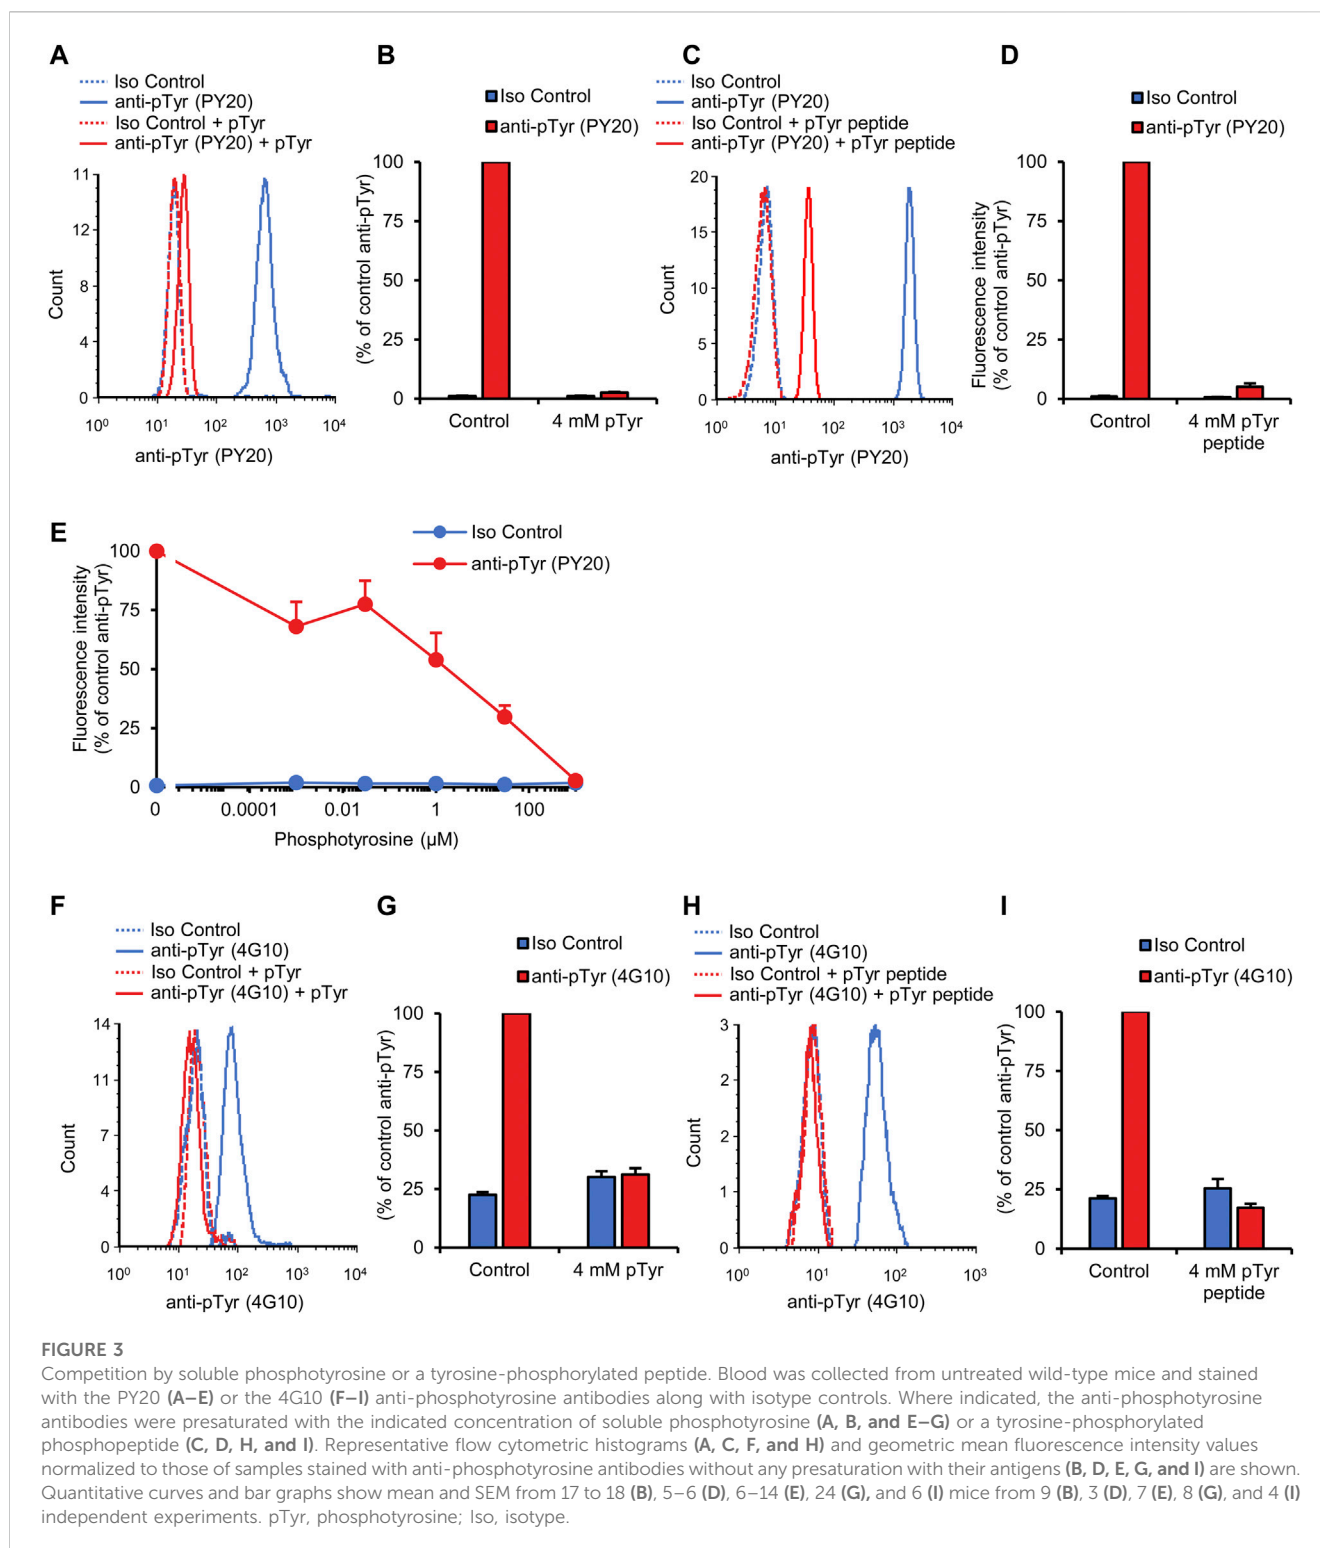 A
Iso Control
anti-pTyr (PY20)
Iso Control + pTyr
anti-pTyr (PY20) + pTyr
11
12
8
4
0
Count
10⁰ 10¹ 10² 10³ 10⁴
anti-pTyr (PY20)
B
Iso Control
anti-pTyr (PY20)
100
75
50
25
0
(% of control anti-pTyr)
Control 4 mM pTyr
C
Iso Control
anti-pTyr (PY20)
Iso Control + pTyr peptide
anti-pTyr (PY20) + pTyr peptide
20
15
10
5
0
Count
10⁰ 10¹ 10² 10³ 10⁴
anti-pTyr (PY20)
D
Iso Control
anti-pTyr (PY20)
100
75
50
25
0
Fluorescence intensity
(% of control anti-pTyr)
Control 4 mM pTyr
peptide
E
Iso Control
anti-pTyr (PY20)
100
75
50
25
0
Fluorescence intensity
(% of control anti-pTyr)
0 0.0001 0.01 1 100
Phosphotyrosine (µM)
F
Iso Control
anti-pTyr (4G10)
Iso Control + pTyr
anti-pTyr (4G10) + pTyr
14
11
7
4
0
Count
10⁰ 10¹ 10² 10³ 10⁴
anti-pTyr (4G10)
G
Iso Control
anti-pTyr (4G10)
100
75
50
25
0
(% of control anti-pTyr)
Control 4 mM pTyr
H
Iso Control
anti-pTyr (4G10)
Iso Control + pTyr peptide
anti-pTyr (4G10) + pTyr peptide
3
2
2
1
0
Count
10⁰ 10¹ 10² 10³
anti-pTyr (4G10)
I
Iso Control
anti-pTyr (4G10)
100
75
50
25
0
(% of control anti-pTyr)
Control 4 mM pTyr
peptide
FIGURE 3
Competition by soluble phosphotyrosine or a tyrosine-phosphorylated peptide. Blood was collected from untreated wild-type mice and stained
with the PY20 (A–E) or the 4G10 (F–I) anti-phosphotyrosine antibodies along with isotype controls. Where indicated, the anti-phosphotyrosine
antibodies were presaturated with the indicated concentration of soluble phosphotyrosine (A, B, and E–G) or a tyrosine-phosphorylated
phosphopeptide (C, D, H, and I). Representative flow cytometric histograms (A, C, F, and H) and geometric mean fluorescence intensity values
normalized to those of samples stained with anti-phosphotyrosine antibodies without any presaturation with their antigens (B, D, E, G, and I) are shown.
Quantitative curves and bar graphs show mean and SEM from 17 to 18 (B), 5–6 (D), 6–14 (E), 24 (G), and 6 (I) mice from 9 (B), 3 (D), 7 (E), 8 (G), and 4 (I)
independent experiments. pTyr, phosphotyrosine; Iso, isotype.